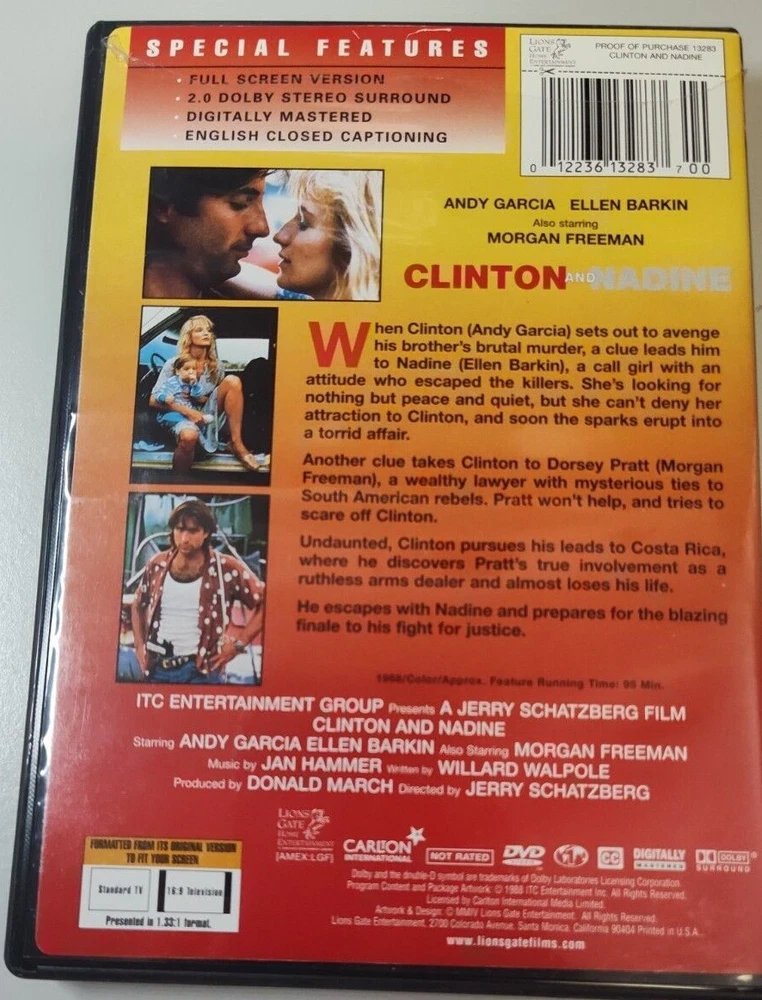 SPECIAL FEATURES
• FULL SCREEN VERSION
• 2.0 DOLBY STEREO SURROUND
• DIGITALLY MASTERED
• ENGLISH CLOSED CAPTIONING
LIONS
GATE
HOME
ENTERTAINMENT
PROOF OF PURCHASE 13283
CLINTON AND NADINE
0 12236 13283 7 00
ANDY GARCIA ELLEN BARKIN
Also starring
MORGAN FREEMAN
CLINTON AND NADINE
When Clinton (Andy Garcia) sets out to avenge
his brother's brutal murder, a clue leads him
to Nadine (Ellen Barkin), a call girl with an
attitude who escaped the killers. She's looking for
nothing but peace and quiet, but she can't deny her
attraction to Clinton, and soon the sparks erupt into
a torrid affair.
Another clue takes Clinton to Dorsey Pratt (Morgan
Freeman), a wealthy lawyer with mysterious ties to
South American rebels. Pratt won't help, and tries to
scare off Clinton.
Undaunted, Clinton pursues his leads to Costa Rica,
where he discovers Pratt's true involvement as a
ruthless arms dealer and almost loses his life.
He escapes with Nadine and prepares for the blazing
finale to his fight for justice.
1988/Color/Approx. Feature Running Time: 95 Min.
ITC ENTERTAINMENT GROUP Presents A JERRY SCHATZBERG FILM
CLINTON AND NADINE
Starring ANDY GARCIA ELLEN BARKIN Also Starring MORGAN FREEMAN
Music by JAN HAMMER Written by WILLARD WALPOLE
Produced by DONALD MARCH Directed by JERRY SCHATZBERG
LIONS
GATE
HOME
ENTERTAINMENT
[AMEX:LGF]
CARLTON
INTERNATIONAL
NOT RATED
DVD
VIDEO
1
CC
DIGITALLY
MASTERED
DOLBY
SURROUND
FORMATTED FROM ITS ORIGINAL VERSION
TO FIT YOUR SCREEN
Standard TV
16:9 Television
Presented in 1.33:1 format.
Dolby and the double-D symbol are trademarks of Dolby Laboratories Licensing Corporation.
Program Content and Package Artwork: © 1988 ITC Entertainment Inc. All Rights Reserved.
Licensed by Carlton International Media Limited.
Artwork & Design: © MMIV Lions Gate Entertainment. All Rights Reserved.
Lions Gate Entertainment, 2700 Colorado Avenue, Santa Monica, California 90404 Printed in U.S.A.
www.lionsgatefilms.com